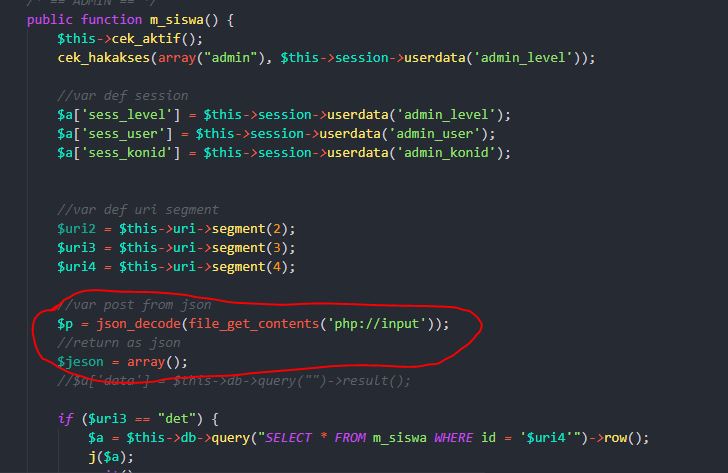 /* == ADMIN == */
public function m_siswa() {
$this->cek_aktif();
cek_hakakses(array("admin"), $this->session->userdata('admin_level'));
//var def session
$a['sess_level'] = $this->session->userdata('admin_level');
$a['sess_user'] = $this->session->userdata('admin_user');
$a['sess_konid'] = $this->session->userdata('admin_konid');
//var def uri segment
$uri2 = $this->uri->segment(2);
$uri3 = $this->uri->segment(3);
$uri4 = $this->uri->segment(4);
//var post from json
$p = json_decode(file_get_contents('php://input'));
//return as json
$jeson = array();
//$a['data'] = $this->db->query("")->result();
if ($uri3 == "det") {
$a = $this->db->query("SELECT * FROM m_siswa WHERE id = '$uri4'")->row();
j($a);